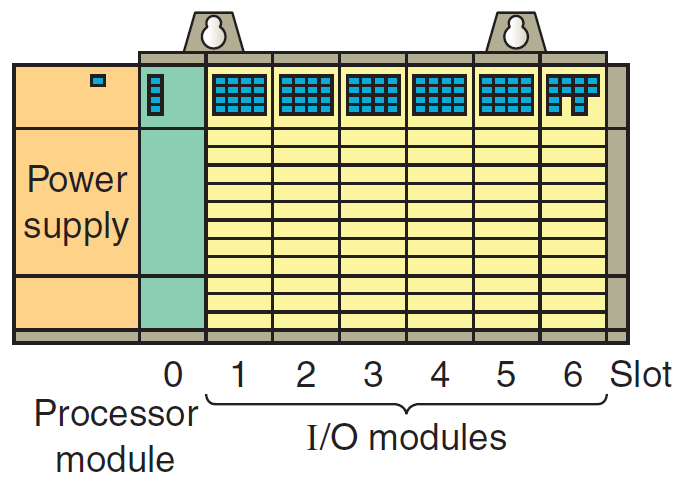 Power
supply
0 1 2 3 4 5 6 Slot
Processor
module
I/O modules